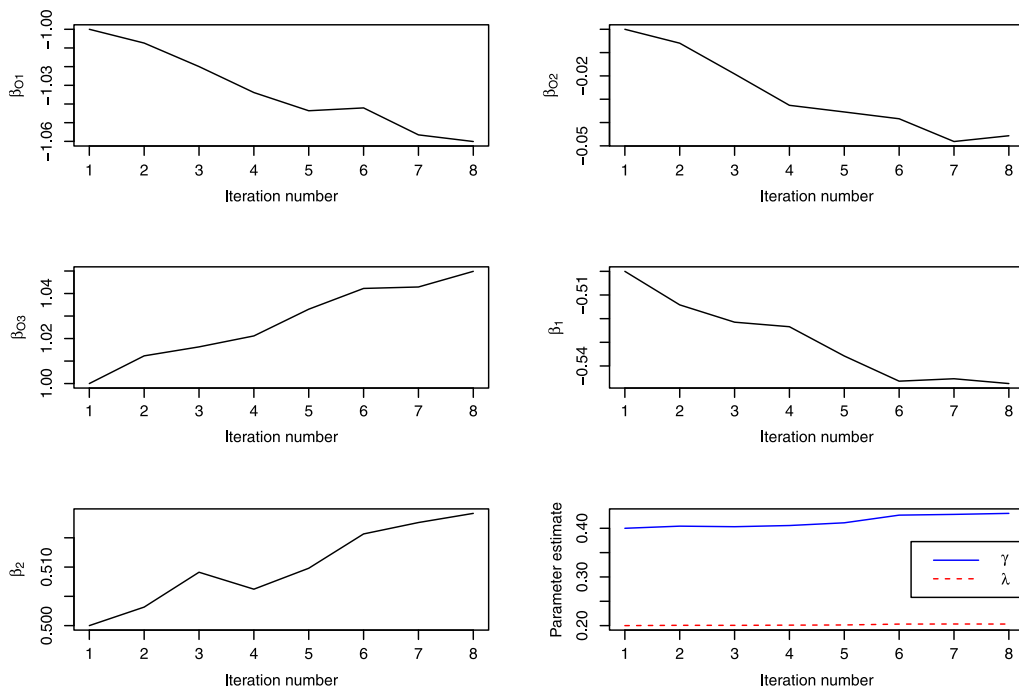 −1.00
−1.03
−1.06
βO1
1 2 3 4 5 6 7 8
Iteration number
−0.02
−0.05
βO2
1 2 3 4 5 6 7 8
Iteration number
1.04
1.02
1.00
βO3
1 2 3 4 5 6 7 8
Iteration number
−0.51
−0.54
β1
1 2 3 4 5 6 7 8
Iteration number
0.510
0.500
β2
1 2 3 4 5 6 7 8
Iteration number
0.40
0.30
0.20
Parameter estimate
γ
λ
1 2 3 4 5 6 7 8
Iteration number